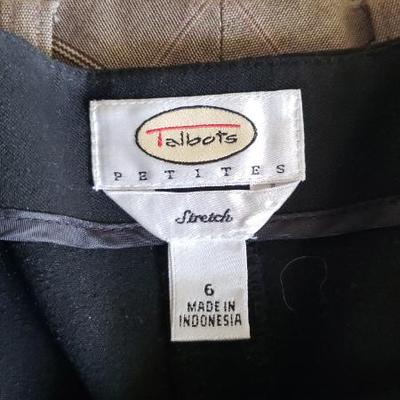 Talbots
PETITES
Stretch
6
MADE IN
INDONESIA